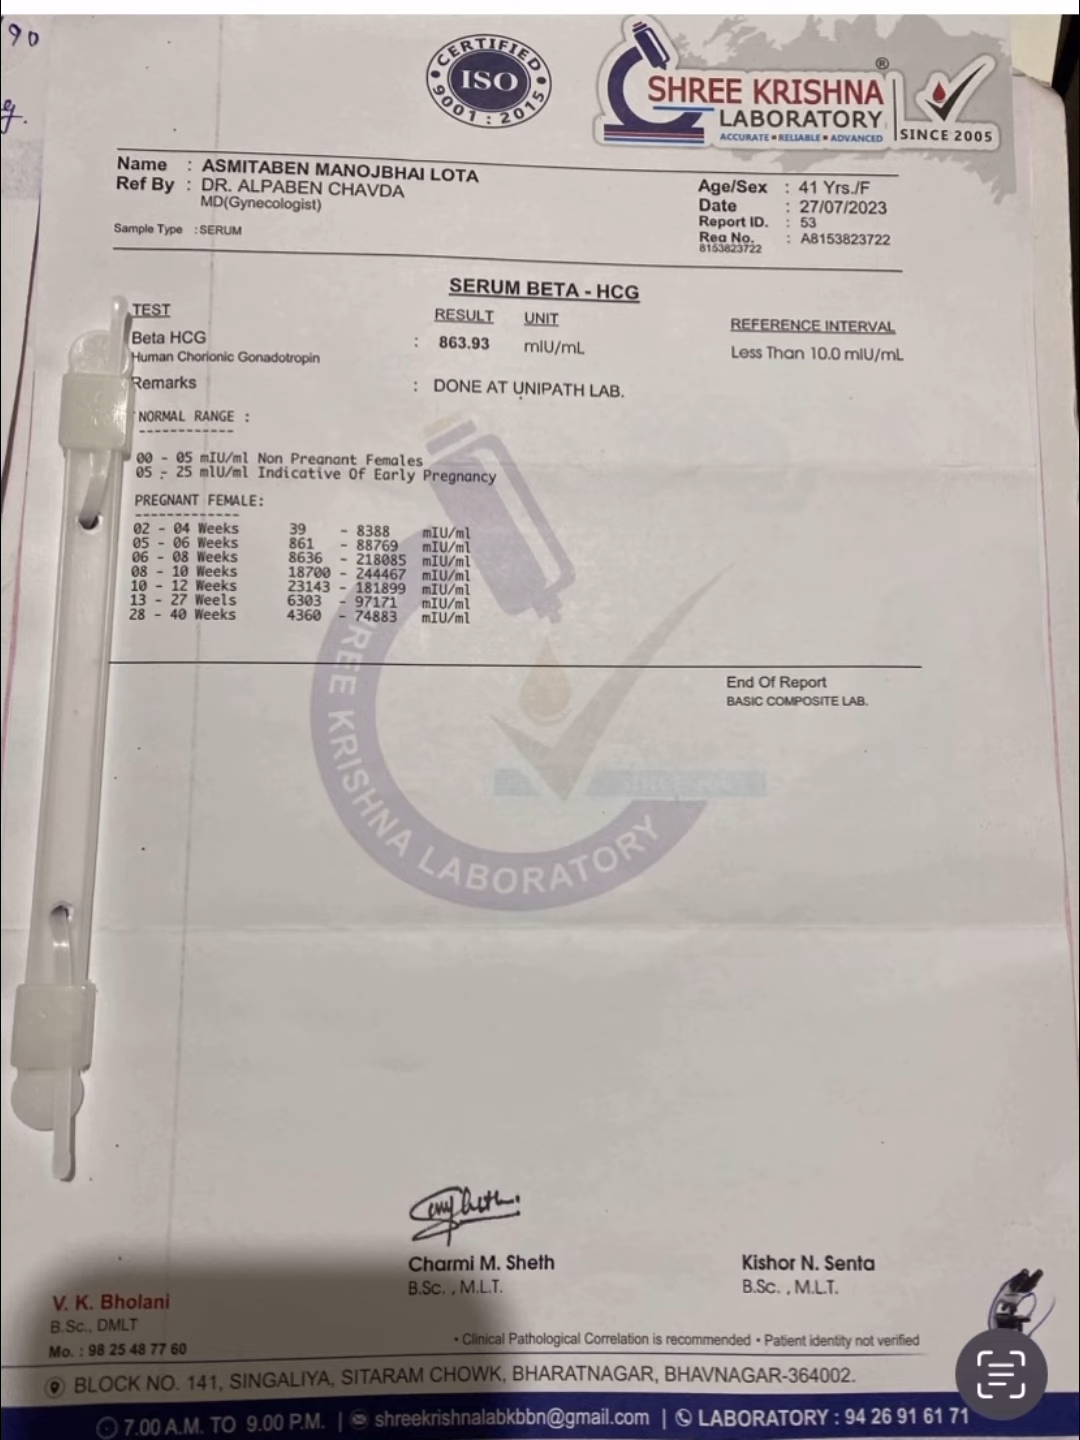 90
CERTIFIED
ISO
9001:2015
SHREE KRISHNA ®
LABORATORY
ACCURATE ▪ RELIABLE ▪ ADVANCED
SINCE 2005
Name : ASMITABEN MANOJBHAI LOTA
Ref By : DR. ALPABEN CHAVDA
MD(Gynecologist)
Sample Type : SERUM
Age/Sex : 41 Yrs./F
Date : 27/07/2023
Report ID. : 53
Reg No. : A8153823722
8153823722
SERUM BETA - HCG
TEST RESULT UNIT REFERENCE INTERVAL
Beta HCG : 863.93 mIU/mL Less Than 10.0 mIU/mL
Human Chorionic Gonadotropin
Remarks : DONE AT UNIPATH LAB.
NORMAL RANGE :
------------
00 - 05 mIU/ml Non Pregnant Females
05 - 25 mlU/ml Indicative Of Early Pregnancy
PREGNANT FEMALE:
-------------
02 - 04 Weeks 39 - 8388 mIU/ml
05 - 06 Weeks 861 - 88769 mIU/ml
06 - 08 Weeks 8636 - 218085 mIU/ml
08 - 10 Weeks 18700 - 244467 mIU/ml
10 - 12 Weeks 23143 - 181899 mIU/ml
13 - 27 Weels 6303 - 97171 mIU/ml
28 - 40 Weeks 4360 - 74883 mIU/ml
End Of Report
BASIC COMPOSITE LAB.
REE KRISHNA LABORATORY
Charmi M. Sheth
B.Sc. , M.L.T.
Kishor N. Senta
B.Sc. , M.L.T.
V. K. Bholani
B.Sc., DMLT
Mo. : 98 25 48 77 60
• Clinical Pathological Correlation is recommended • Patient identity not verified
BLOCK NO. 141, SINGALIYA, SITARAM CHOWK, BHARATNAGAR, BHAVNAGAR-364002.
7.00 A.M. TO 9.00 P.M. | shreekrishnalabkbbn@gmail.com | LABORATORY : 94 26 91 61 71